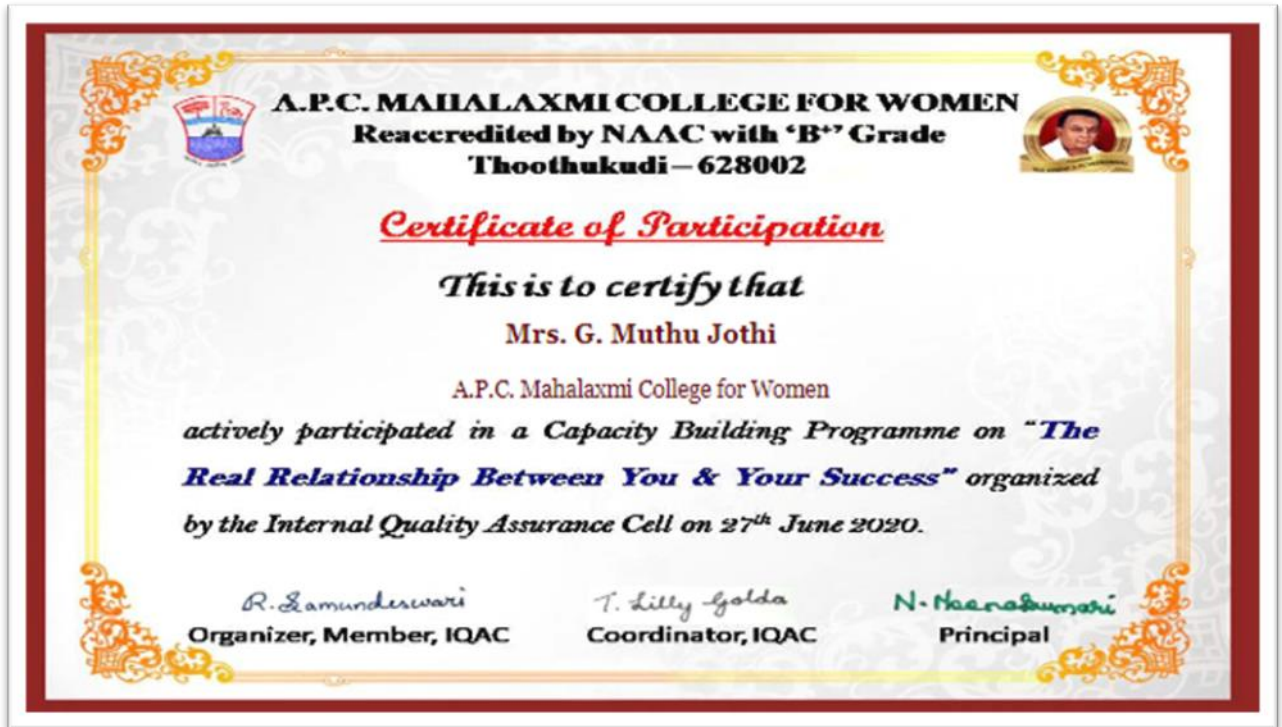 A.P.C. MAHALAXMI COLLEGE FOR WOMEN
Reaccredited by NAAC with ‘B+’ Grade
Thoothukudi – 628002
Certificate of Participation
This is to certify that
Mrs. G. Muthu Jothi
A.P.C. Mahalaxmi College for Women
actively participated in a Capacity Building Programme on “The
Real Relationship Between You & Your Success” organized
by the Internal Quality Assurance Cell on 27th June 2020.
R. Samundeswari T. Lilly Golda N. Meenakumari
Organizer, Member, IQAC Coordinator, IQAC Principal